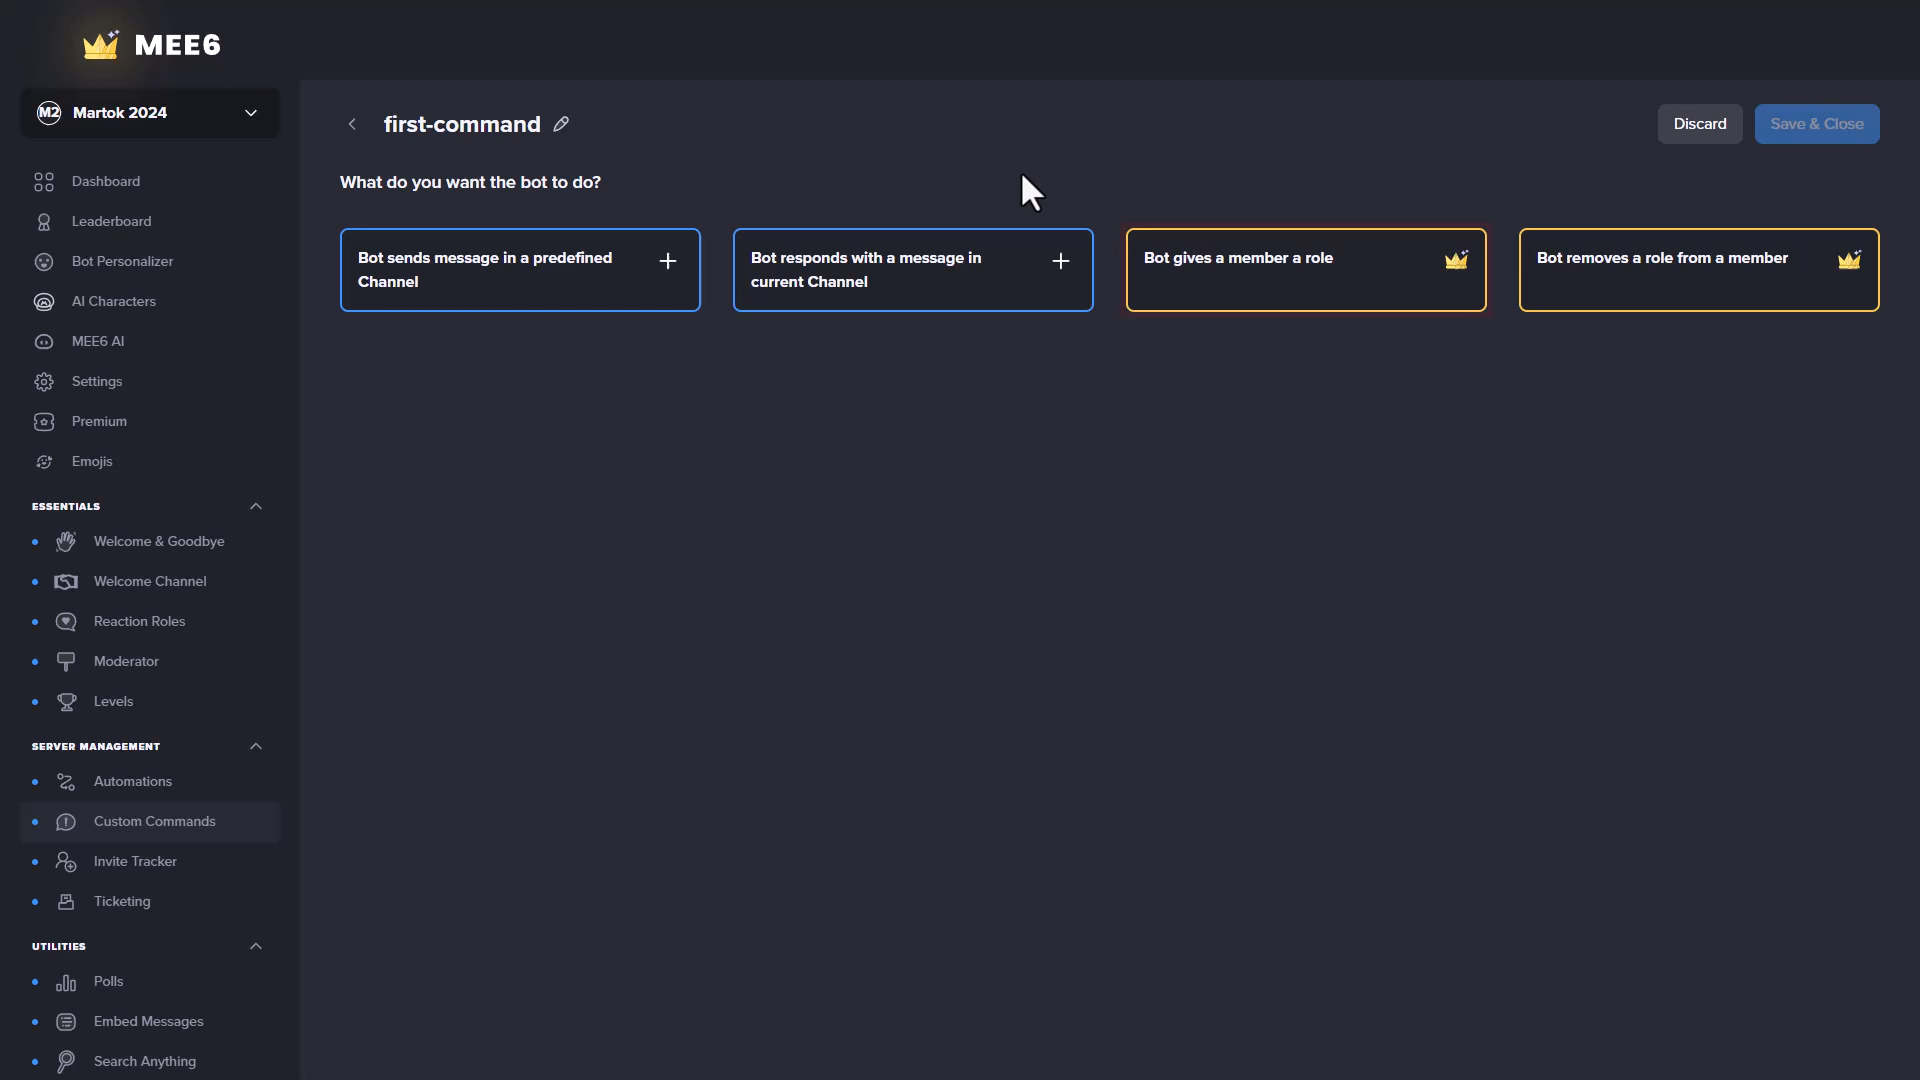 MEE6
M2 Martok 2024
first-command
Discard
Save & Close
What do you want the bot to do?
Bot sends message in a predefined
Channel
Bot responds with a message in
current Channel
Bot gives a member a role
Bot removes a role from a member
Dashboard
Leaderboard
Bot Personalizer
AI Characters
MEE6 AI
Settings
Premium
Emojis
ESSENTIALS
Welcome & Goodbye
Welcome Channel
Reaction Roles
Moderator
Levels
SERVER MANAGEMENT
Automations
Custom Commands
Invite Tracker
Ticketing
UTILITIES
Polls
Embed Messages
Search Anything